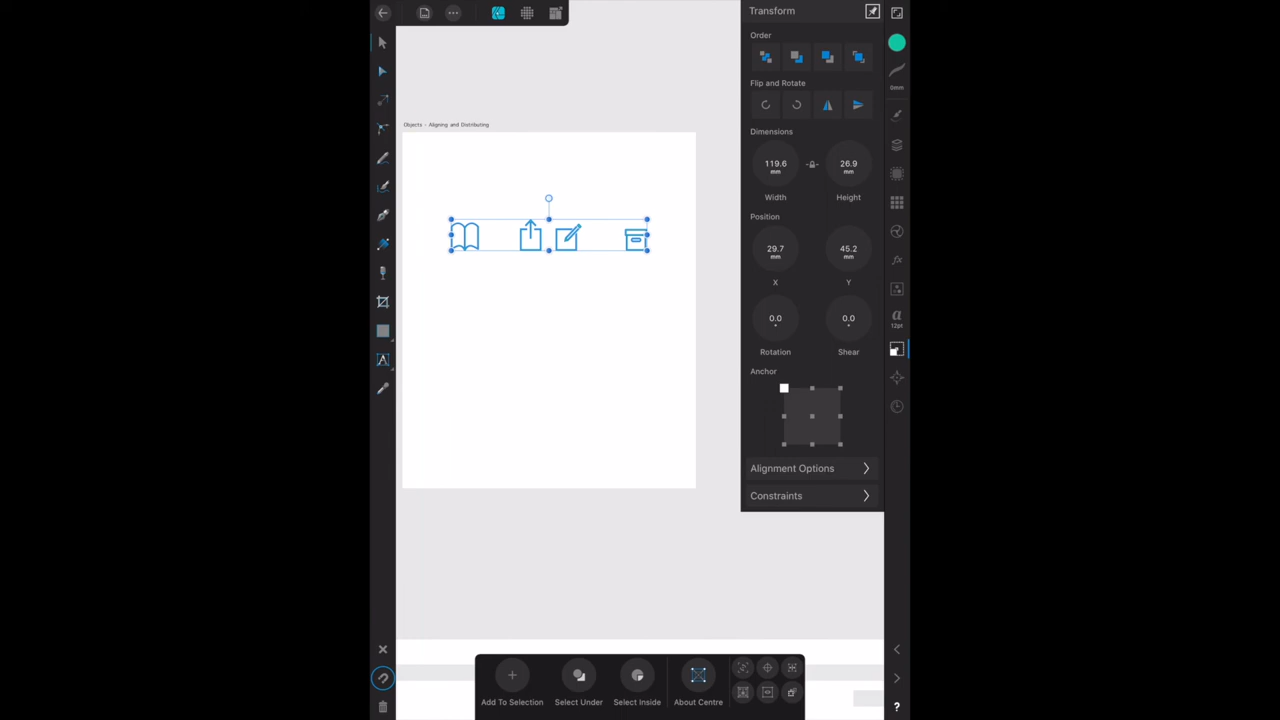 Transform
Order
0mm
Flip and Rotate
Objects - Aligning and Distributing
Dimensions
119.6 mm
26.9 mm
Width
Height
Position
29.7 mm
45.2 mm
X
Y
a
12pt
0.0 °
0.0 °
Rotation
Shear
Anchor
Alignment Options
Constraints
A
Add To Selection
Select Under
Select Inside
About Centre
?